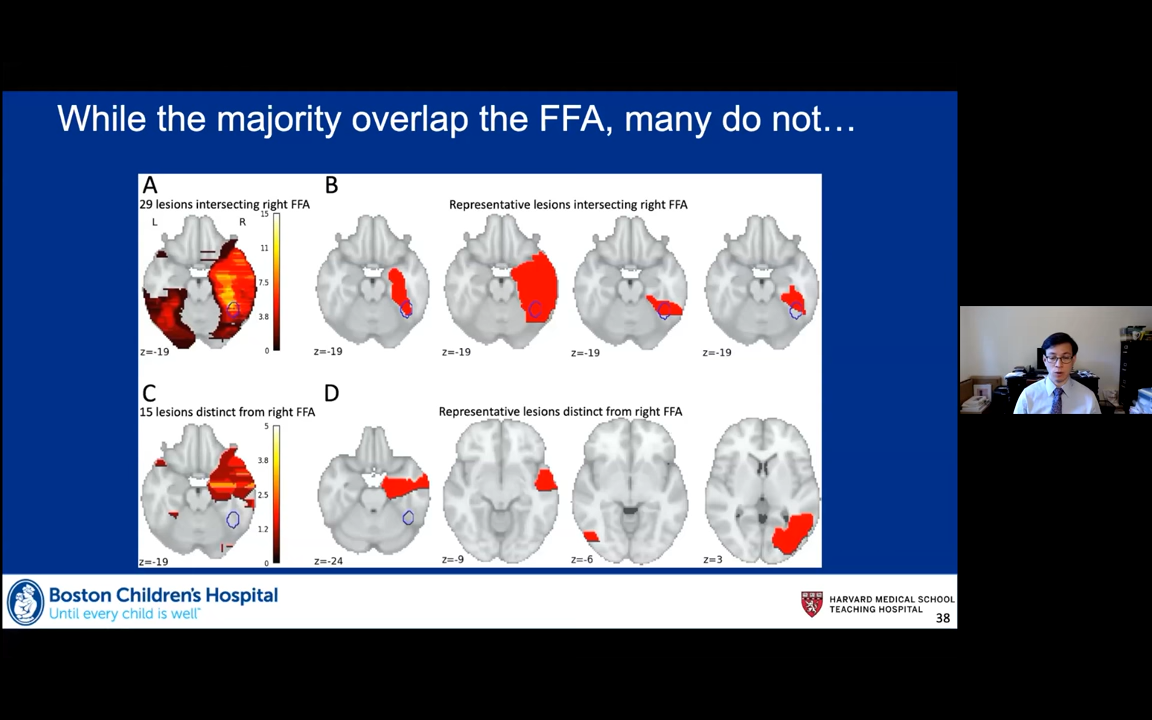 While the majority overlap the FFA, many do not…
A
29 lesions intersecting right FFA
L
R
15
11
7.5
3.8
0
z=-19
B
Representative lesions intersecting right FFA
z=-19
z=-19
z=-19
z=-19
C
15 lesions distinct from right FFA
5
3.8
2.5
1.2
0
z=-19
D
Representative lesions distinct from right FFA
z=-24
z=-9
z=-6
z=3
Boston Children's Hospital
Until every child is well™
HARVARD MEDICAL SCHOOL
TEACHING HOSPITAL
38